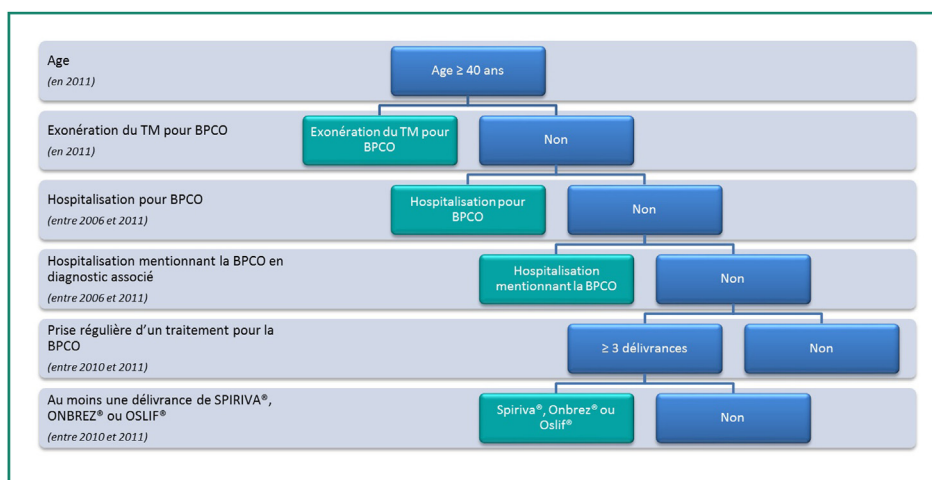 Age
(en 2011)
Age ≥ 40 ans
Exonération du TM pour BPCO
(en 2011)
Exonération du TM pour
BPCO
Non
Hospitalisation pour BPCO
(entre 2006 et 2011)
Hospitalisation pour
BPCO
Non
Hospitalisation mentionnant la BPCO en
diagnostic associé
(entre 2006 et 2011)
Hospitalisation
mentionnant la BPCO
Non
Prise régulière d'un traitement pour la
BPCO
(entre 2010 et 2011)
≥ 3 délivrances
Non
Au moins une délivrance de SPIRIVA®,
ONBREZ® ou OSLIF®
(entre 2010 et 2011)
Spiriva®, Onbrez® ou
Oslif®
Non